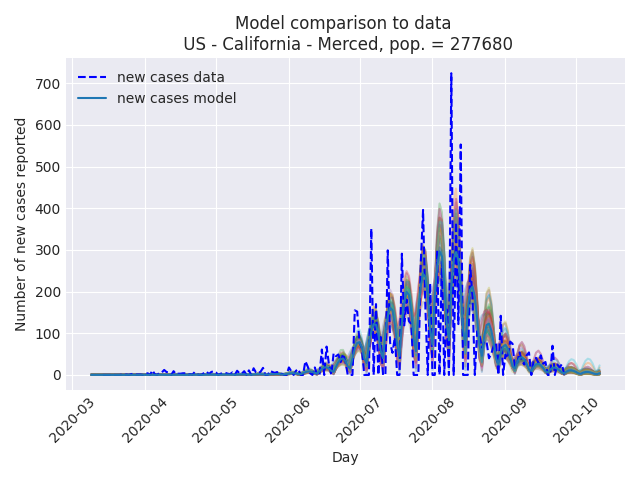 Model comparison to data
US - California - Merced, pop. = 277680
new cases data
new cases model
Number of new cases reported
700
600
500
400
300
200
100
0
2020-03
2020-04
2020-05
2020-06
2020-07
2020-08
2020-09
2020-10
Day